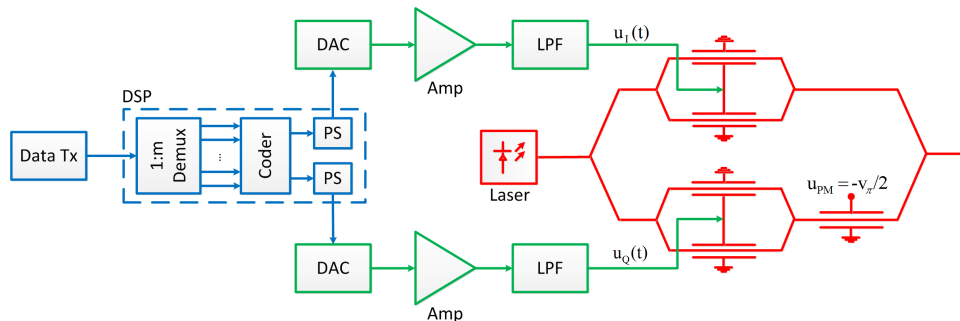 DAC
Amp
LPF
u_I(t)
DSP
Data Tx
1:m
Demux
...
Coder
PS
PS
Laser
u_PM = -v_π/2
DAC
Amp
LPF
u_Q(t)